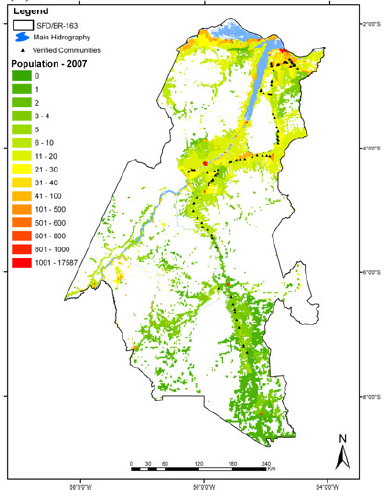 Legend
SFD/BR-163
Main Hidrography
Verified Communities
Population - 2007
0
1
2
3 - 4
5
6 - 10
11 - 20
21 - 30
31 - 40
41 - 100
101 - 500
501 - 600
601 - 800
801 - 1000
1001 - 17587
2°0'0"S
4°0'0"S
6°0'0"S
8°0'0"S
N
0 30 60 120 180 240
KM
58°0'0"W
56°0'0"W
54°0'0"W